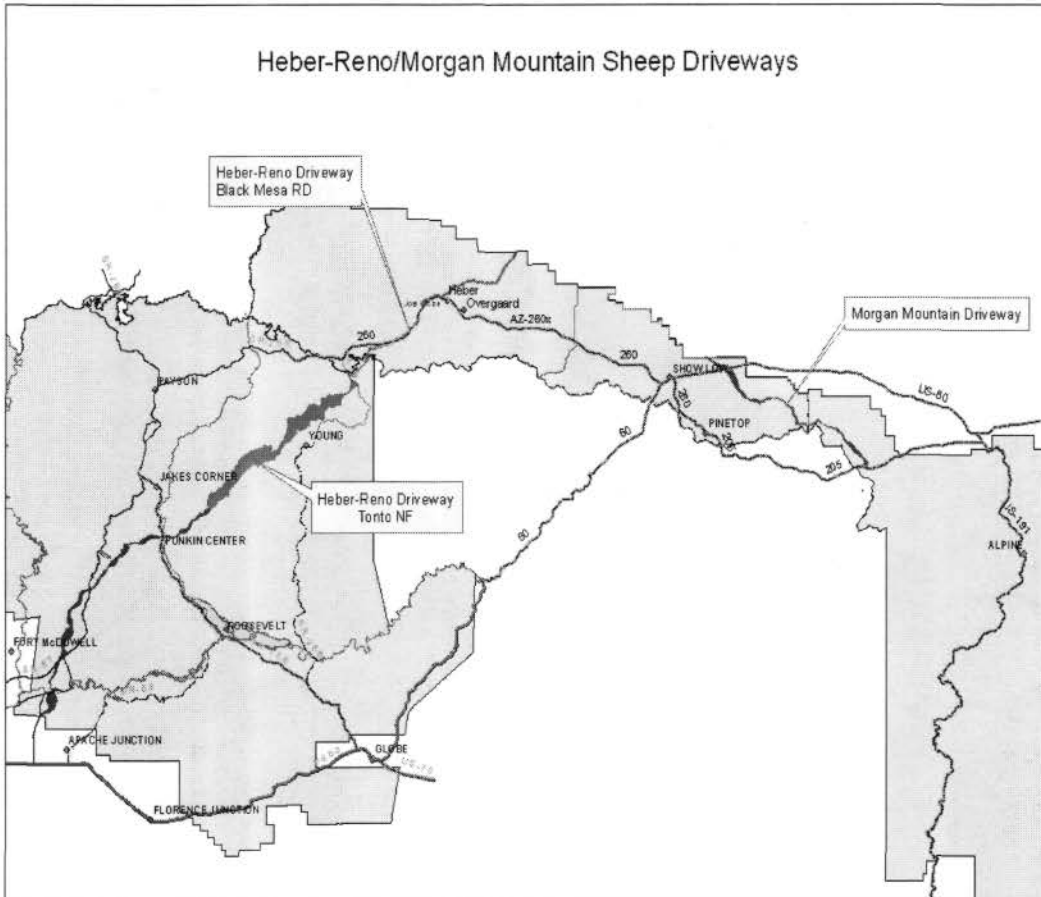 Heber-Reno/Morgan Mountain Sheep Driveways
Heber-Reno Driveway
Black Mesa RD
Heber
Overgaard
AZ-260
Morgan Mountain Driveway
260
260
SHOW LOW
US-60
PAYSON
260
PINETOP
YOUNG
60
205
JAKES CORNER
Heber-Reno Driveway
Tonto NF
US-191
60
PUNKIN CENTER
ALPINE
ROOSEVELT
FORT McDOWELL
APACHE JUNCTION
GLOBE
US-70
FLORENCE JUNCTION